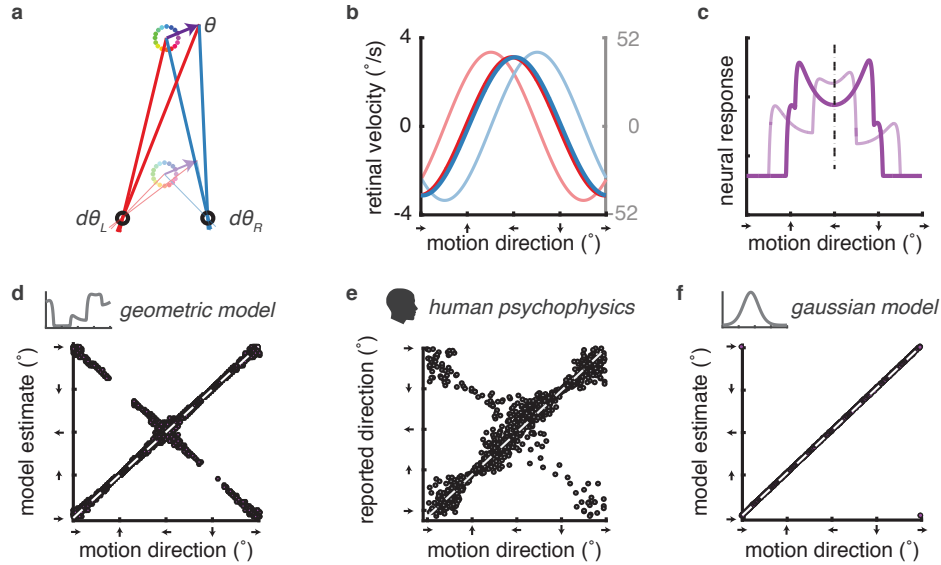 a
θ
dθL
dθR
b
retinal velocity (°/s)
4
0
-4
52
0
-52
→ ↑ ← ↓ →
motion direction (°)
c
neural response
→ ↑ ← ↓ →
motion direction (°)
d
geometric model
model estimate (°)
→ ↓ ← ↑ →
→ ↑ ← ↓ →
motion direction (°)
e
human psychophysics
reported direction (°)
→ ↓ ← ↑ →
→ ↑ ← ↓ →
motion direction (°)
f
gaussian model
model estimate (°)
→ ↓ ← ↑ →
→ ↑ ← ↓ →
motion direction (°)